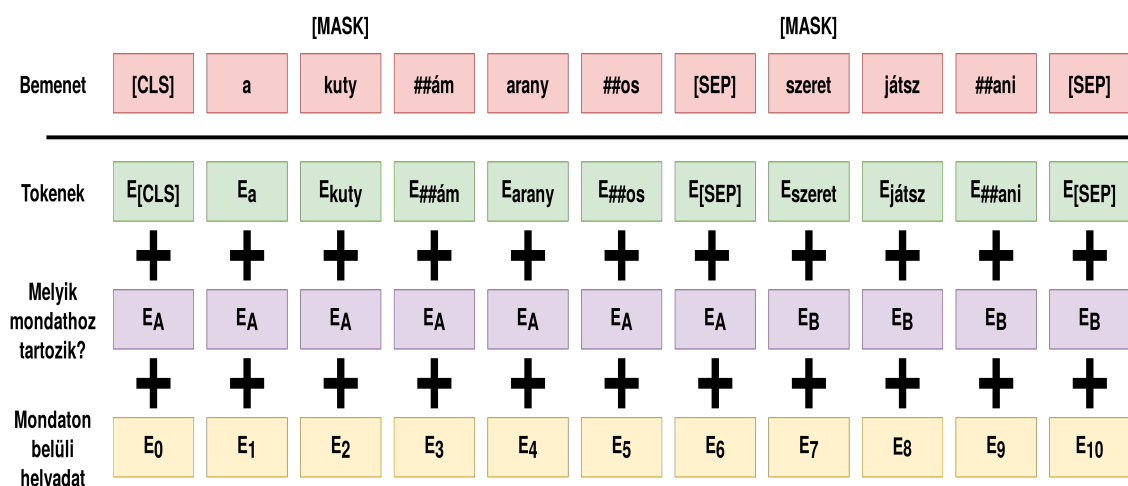 [MASK] [MASK]
Bemenet [CLS] a kuty ##ám arany ##os [SEP] szeret játsz ##ani [SEP]
Tokenek E[CLS] Ea Ekuty E##ám Earany E##os E[SEP] Eszeret Ejátsz E##ani E[SEP]
+ + + + + + + + + + +
Melyik
mondathoz
tartozik?
EA EA EA EA EA EA EA EB EB EB EB
+ + + + + + + + + + +
Mondaton
belüli
helyadat
E0 E1 E2 E3 E4 E5 E6 E7 E8 E9 E10